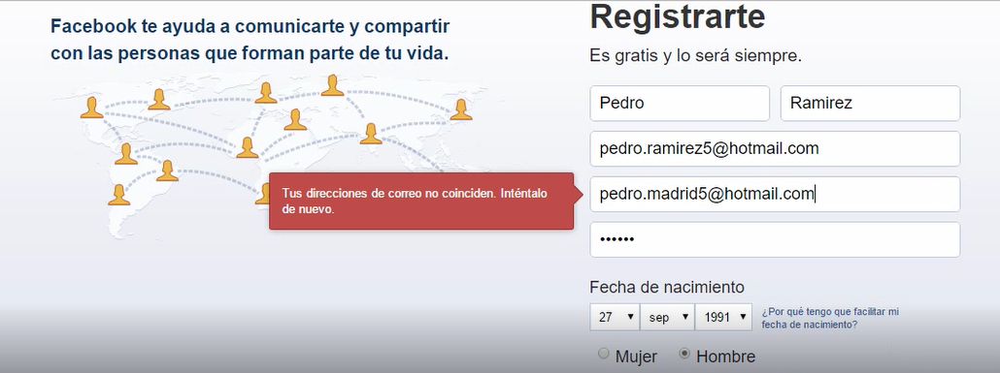 Facebook te ayuda a comunicarte y compartir
con las personas que forman parte de tu vida.
Registrarte
Es gratis y lo será siempre.
Pedro
Ramirez
pedro.ramirez5@hotmail.com
Tus direcciones de correo no coinciden. Inténtalo
de nuevo.
pedro.madrid5@hotmail.com
••••••
Fecha de nacimiento
27 sep 1991
¿Por qué tengo que facilitar mi
fecha de nacimiento?
Mujer Hombre